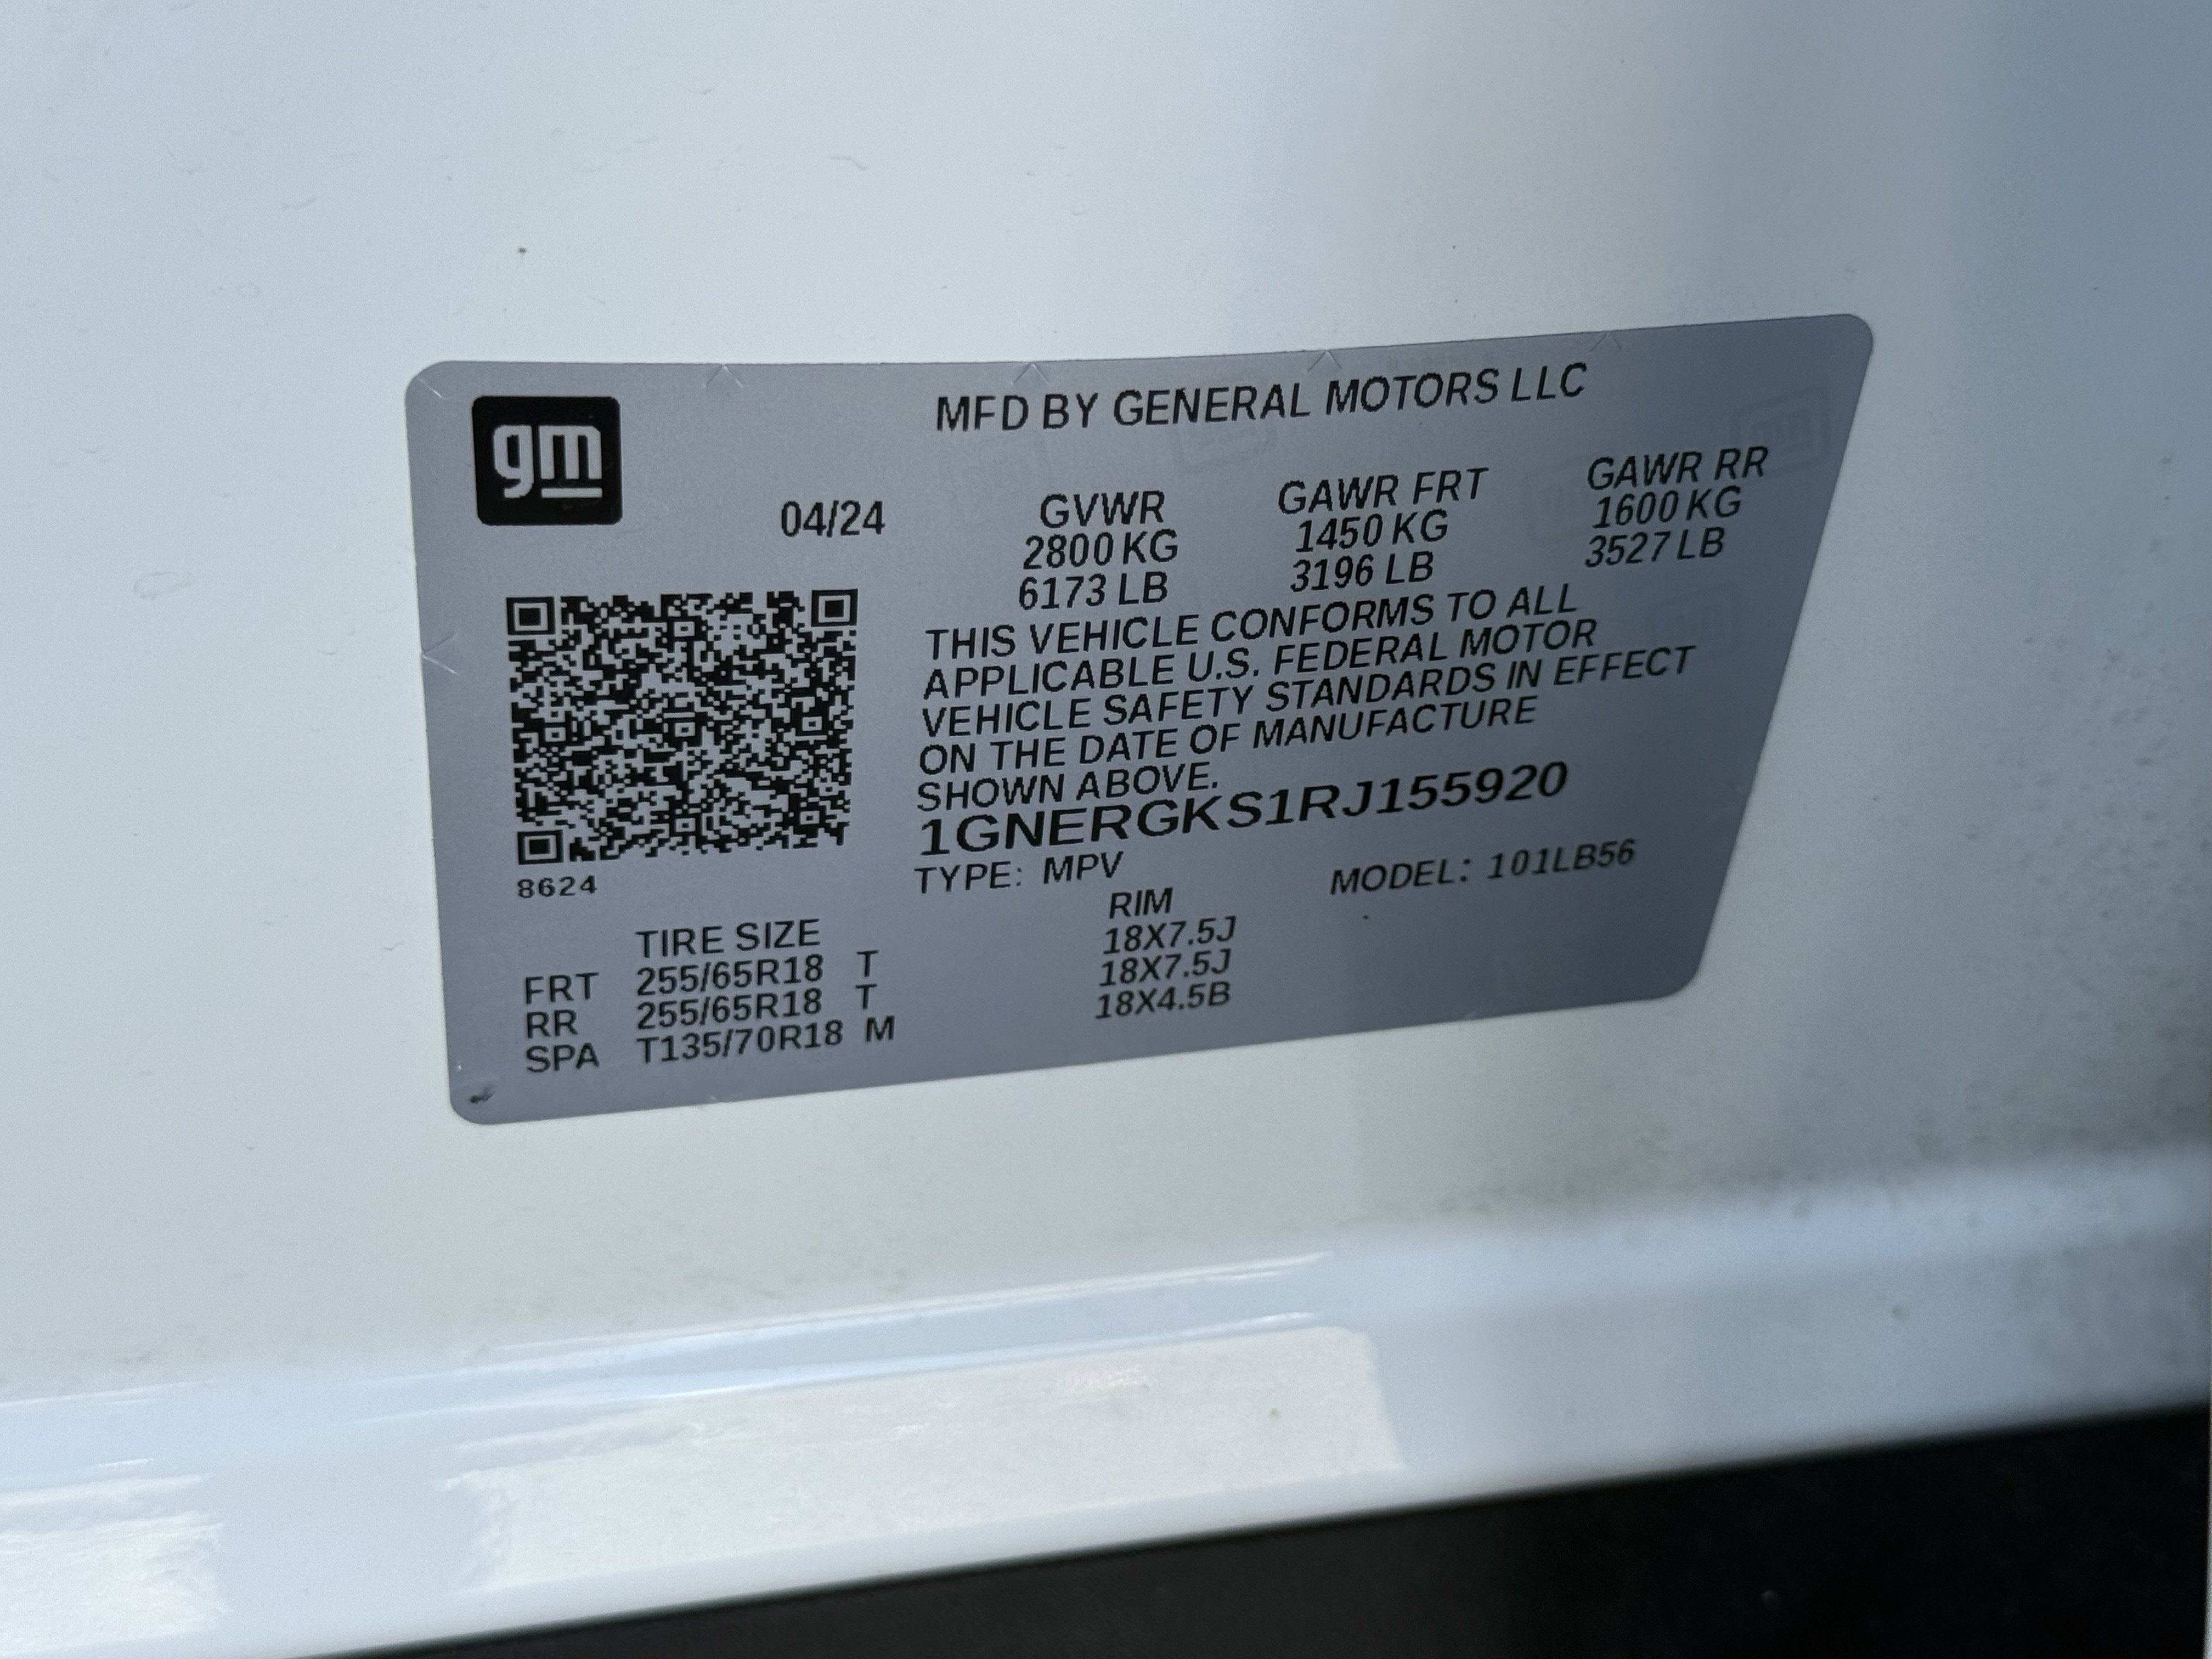 gm
MFD BY GENERAL MOTORS LLC
04/24 GVWR GAWR FRT GAWR RR
2800 KG 1450 KG 1600 KG
6173 LB 3196 LB 3527 LB
THIS VEHICLE CONFORMS TO ALL
APPLICABLE U.S. FEDERAL MOTOR
VEHICLE SAFETY STANDARDS IN EFFECT
ON THE DATE OF MANUFACTURE
SHOWN ABOVE.
1GNERGKS1RJ155920
8624
TYPE: MPV MODEL: 101LB56
TIRE SIZE RIM
FRT 255/65R18 T 18X7.5J
RR 255/65R18 T 18X7.5J
SPA T135/70R18 M 18X4.5B